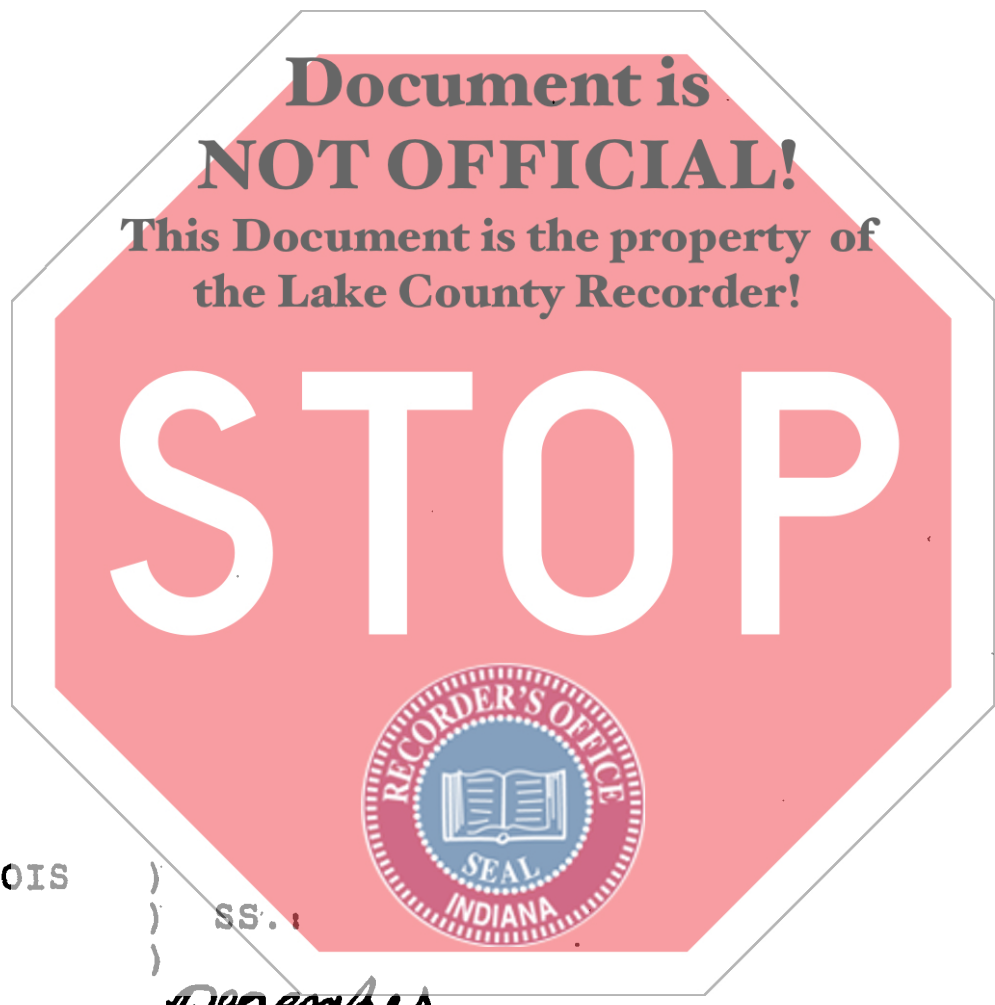 Document is
NOT OFFICIAL!
This Document is the property of
the Lake County Recorder!
STOP
RECORDER'S OFFICE
SEAL
INDIANA
OIS )
) SS.:
)